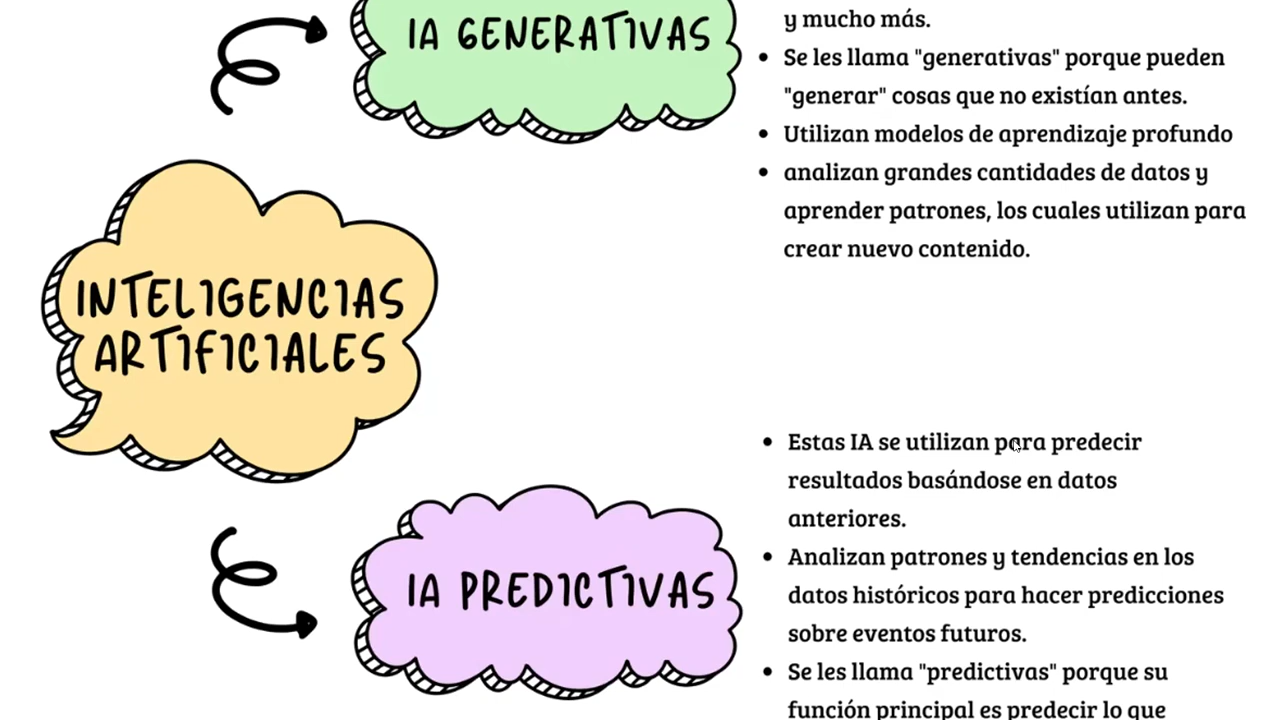 IA GENERATIVAS
y mucho más.
Se les llama "generativas" porque pueden
"generar" cosas que no existían antes.
Utilizan modelos de aprendizaje profundo
analizan grandes cantidades de datos y
aprender patrones, los cuales utilizan para
crear nuevo contenido.
INTELIGENCIAS
ARTIFICIALES
IA PREDICTIVAS
Estas IA se utilizan para predecir
resultados basándose en datos
anteriores.
Analizan patrones y tendencias en los
datos históricos para hacer predicciones
sobre eventos futuros.
Se les llama "predictivas" porque su
función principal es predecir lo que